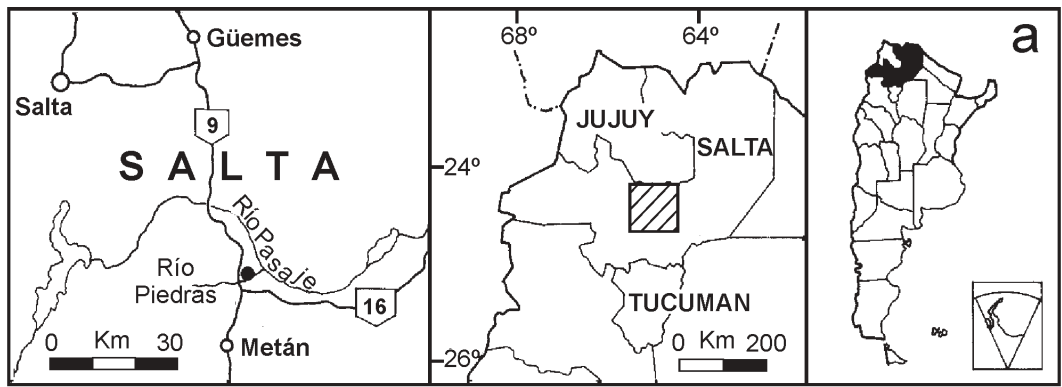 Güemes
Salta
9
SALTA
Río Pasaje
Río
Piedras
16
0 Km 30
Metán
68º 64º
JUJUY
SALTA
24º
TUCUMAN
0 Km 200
26º
a